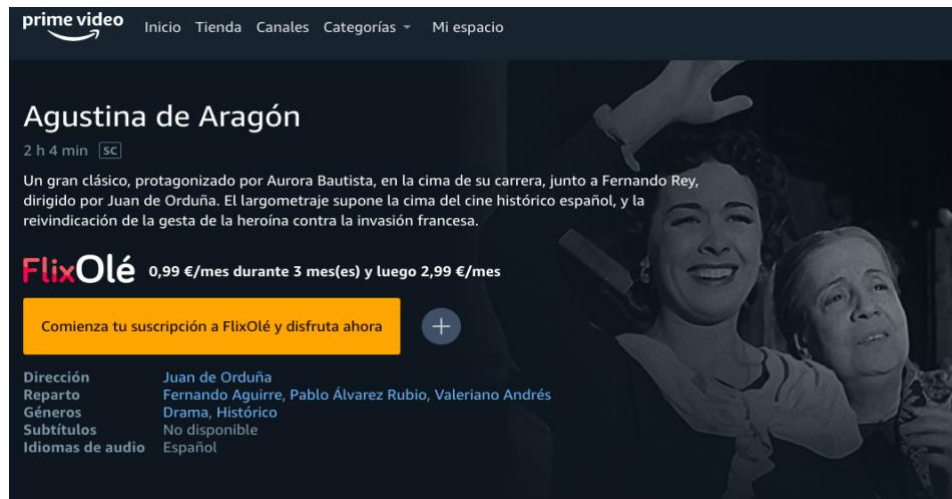 prime video
Inicio Tienda Canales Categorías Mi espacio
Agustina de Aragón
2 h 4 min SC
Un gran clásico, protagonizado por Aurora Bautista, en la cima de su carrera, junto a Fernando Rey,
dirigido por Juan de Orduña. El largometraje supone la cima del cine histórico español, y la
reivindicación de la gesta de la heroína contra la invasión francesa.
FlixOlé 0,99 €/mes durante 3 mes(es) y luego 2,99 €/mes
Comienza tu suscripción a FlixOlé y disfruta ahora +
Dirección Juan de Orduña
Reparto Fernando Aguirre, Pablo Álvarez Rubio, Valeriano Andrés
Géneros Drama, Histórico
Subtítulos No disponible
Idiomas de audio Español